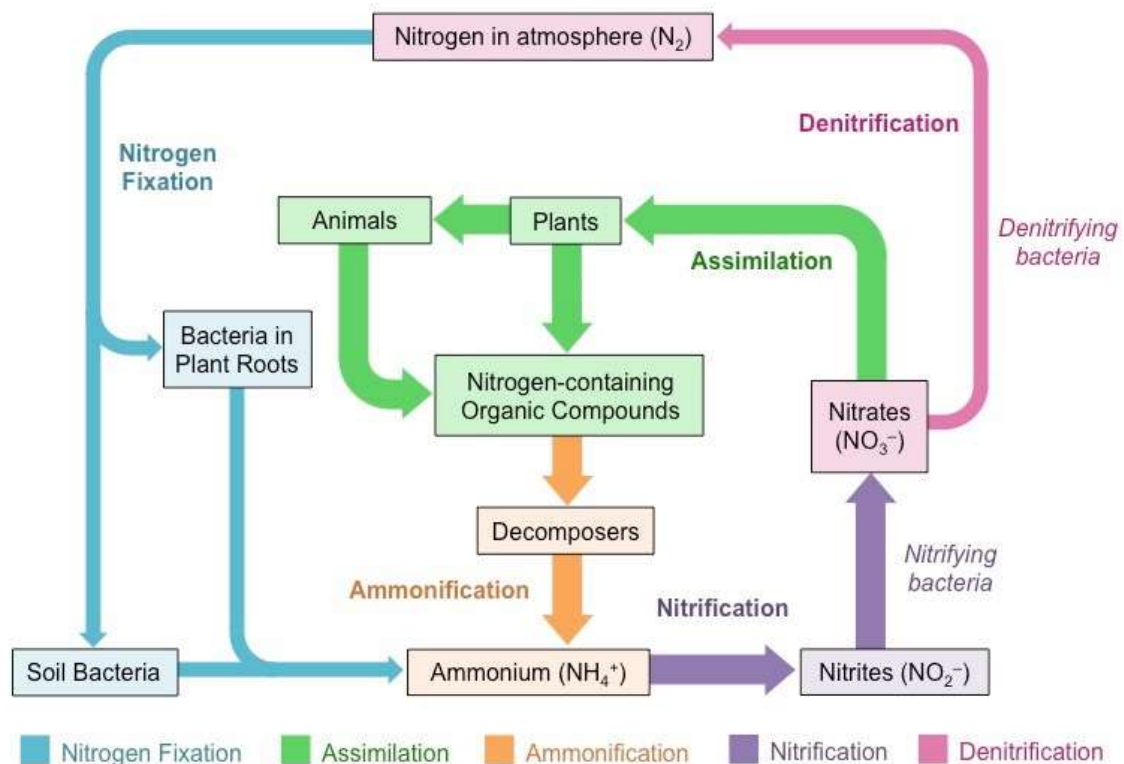 Nitrogen in atmosphere (N₂)
Denitrification
Nitrogen
Fixation
Animals
Plants
Denitrifying
bacteria
Assimilation
Bacteria in
Plant Roots
Nitrogen-containing
Organic Compounds
Nitrates
(NO₃⁻)
Decomposers
Nitrifying
bacteria
Ammonification
Nitrification
Soil Bacteria
Ammonium (NH₄⁺)
Nitrites (NO₂⁻)
Nitrogen Fixation
Assimilation
Ammonification
Nitrification
Denitrification